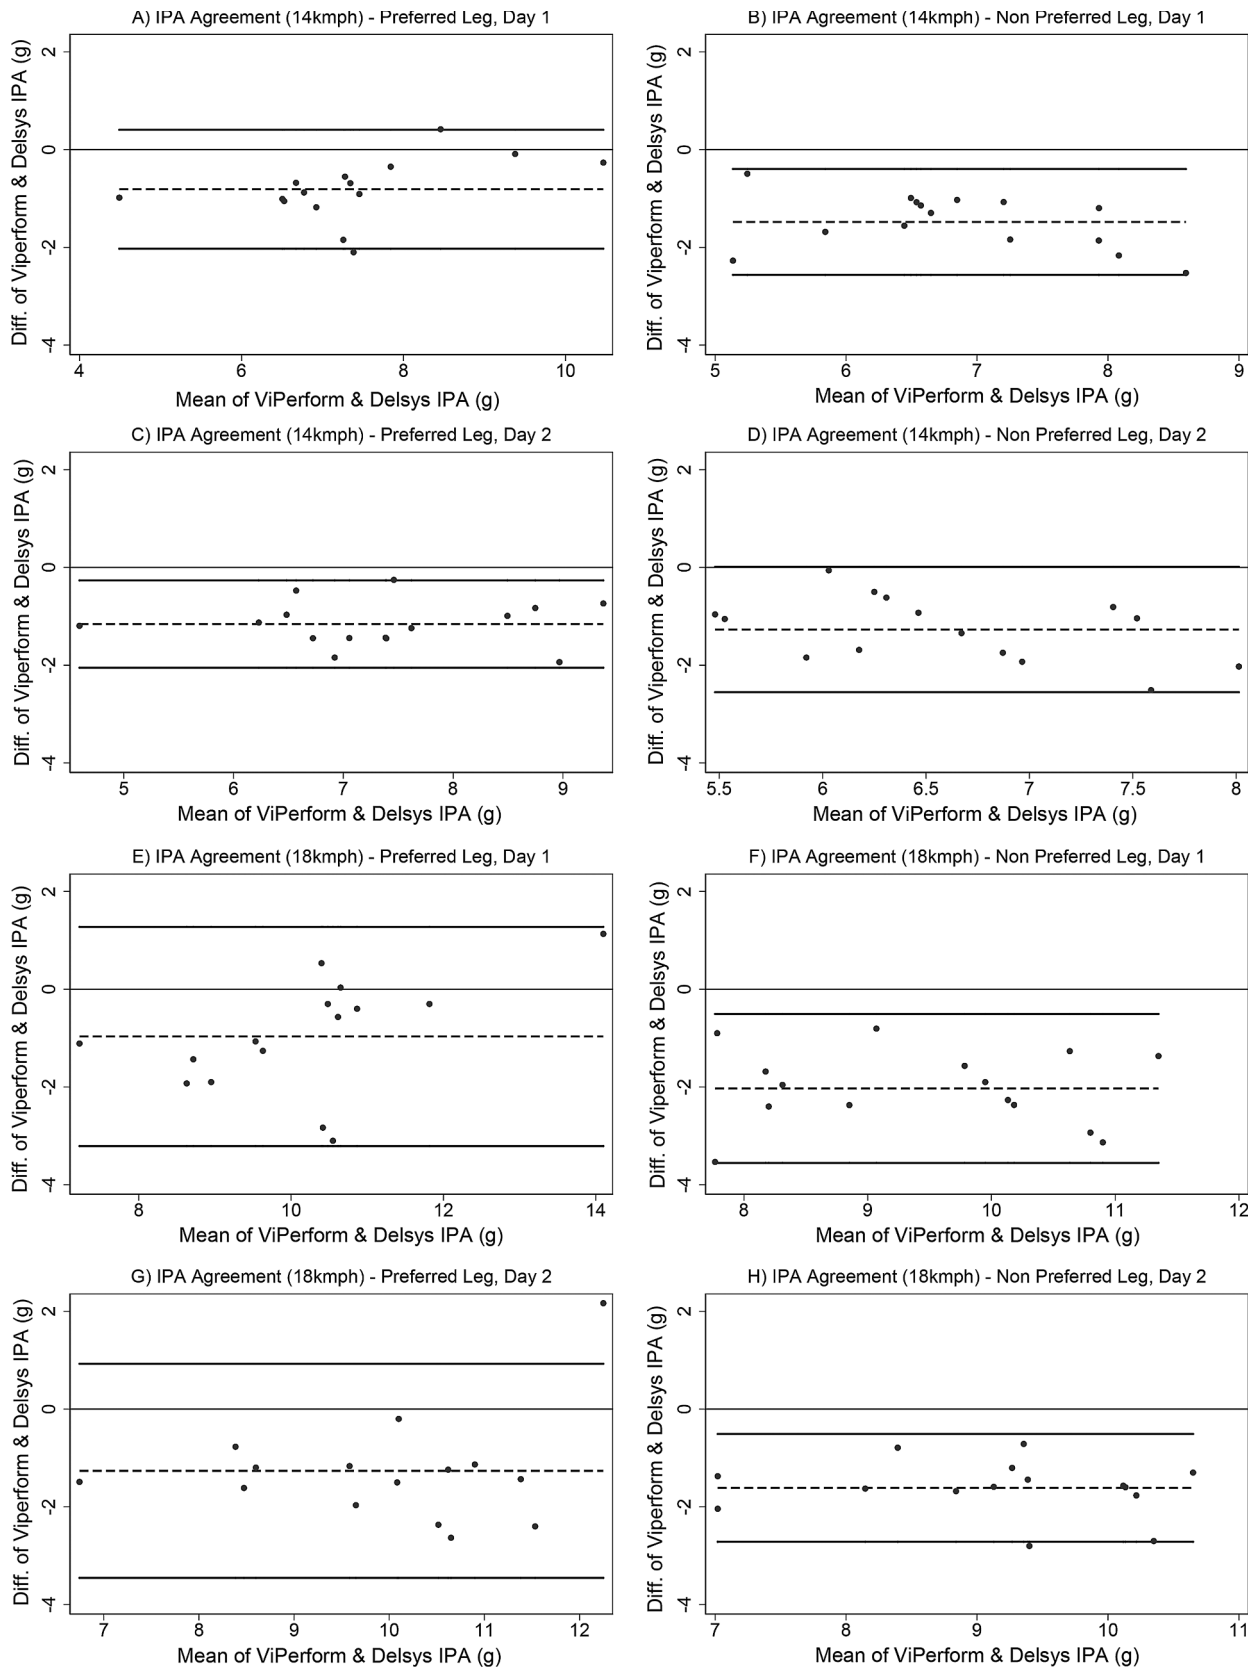 A) IPA Agreement (14kmph) - Preferred Leg, Day 1
Diff. of Viperform & Delsys IPA (g)
2
0
-2
-4
4 6 8 10
Mean of ViPerform & Delsys IPA (g)
B) IPA Agreement (14kmph) - Non Preferred Leg, Day 1
Diff. of Viperform & Delsys IPA (g)
2
0
-2
-4
5 6 7 8 9
Mean of ViPerform & Delsys IPA (g)
C) IPA Agreement (14kmph) - Preferred Leg, Day 2
Diff. of Viperform & Delsys IPA (g)
2
0
-2
-4
5 6 7 8 9
Mean of ViPerform & Delsys IPA (g)
D) IPA Agreement (14kmph) - Non Preferred Leg, Day 2
Diff. of Viperform & Delsys IPA (g)
2
0
-2
-4
5.5 6 6.5 7 7.5 8
Mean of ViPerform & Delsys IPA (g)
E) IPA Agreement (18kmph) - Preferred Leg, Day 1
Diff. of Viperform & Delsys IPA (g)
2
0
-2
-4
8 10 12 14
Mean of ViPerform & Delsys IPA (g)
F) IPA Agreement (18kmph) - Non Preferred Leg, Day 1
Diff. of Viperform & Delsys IPA (g)
2
0
-2
-4
8 9 10 11 12
Mean of ViPerform & Delsys IPA (g)
G) IPA Agreement (18kmph) - Preferred Leg, Day 2
Diff. of Viperform & Delsys IPA (g)
2
0
-2
-4
7 8 9 10 11 12
Mean of ViPerform & Delsys IPA (g)
H) IPA Agreement (18kmph) - Non Preferred Leg, Day 2
Diff. of Viperform & Delsys IPA (g)
2
0
-2
-4
7 8 9 10 11
Mean of ViPerform & Delsys IPA (g)